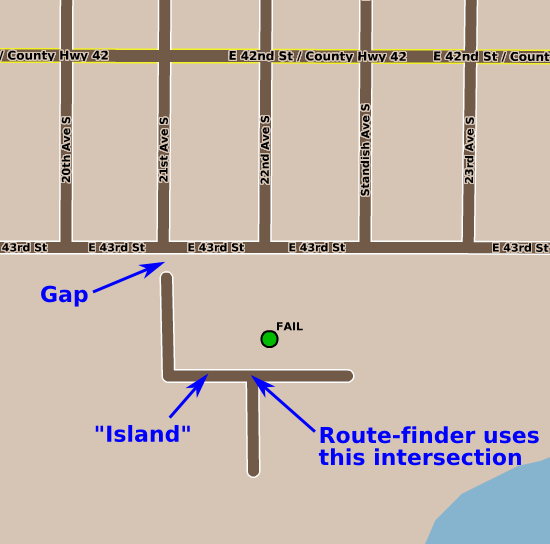 / County Hwy 42
E 42nd St / County Hwy 42
E 42nd St / Count
20th Ave S
21st Ave S
22nd Ave S
Standish Ave S
23rd Ave S
43rd St
E 43rd St
E 43rd St
E 43rd St
E 43rd St
Gap
FAIL
"Island"
Route-finder uses
this intersection